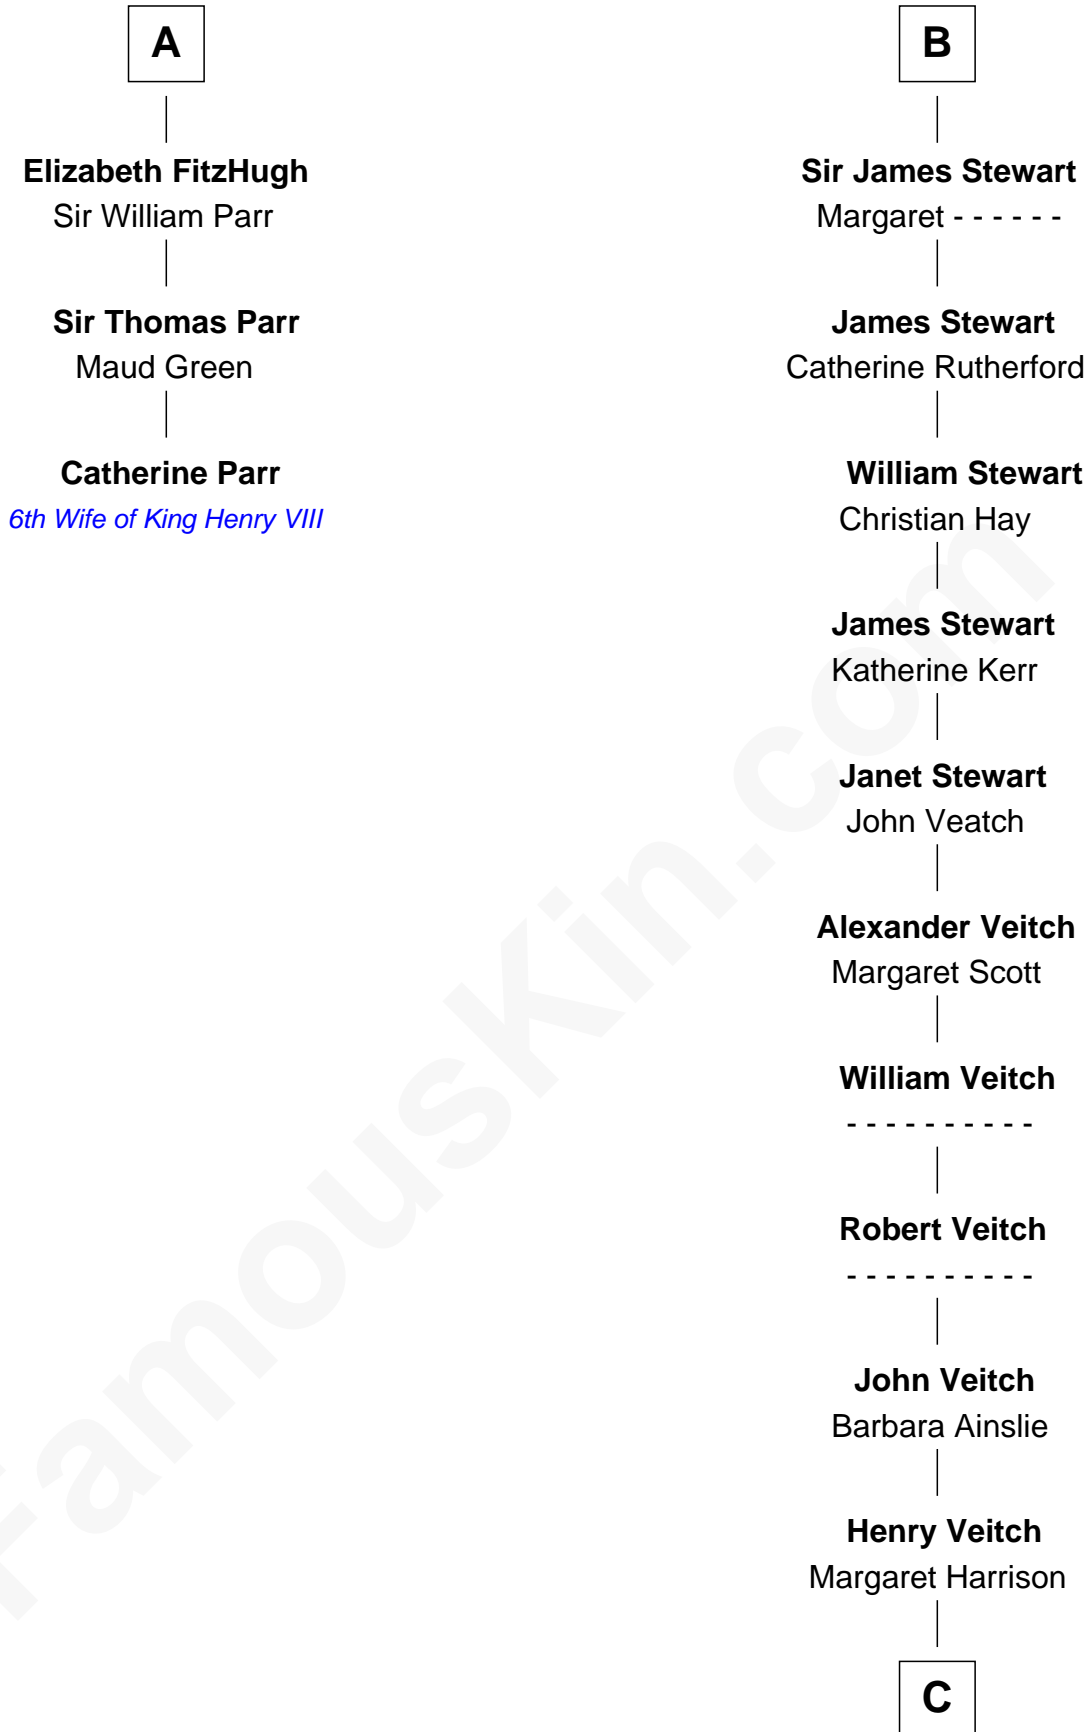 A
Elizabeth FitzHugh
Sir William Parr
Sir Thomas Parr
Maud Green
Catherine Parr
6th Wife of King Henry VIII
B
Sir James Stewart
Margaret - - - - - -
James Stewart
Catherine Rutherford
William Stewart
Christian Hay
James Stewart
Katherine Kerr
Janet Stewart
John Veatch
Alexander Veitch
Margaret Scott
William Veitch
- - - - - - - - - -
Robert Veitch
- - - - - - - - - -
John Veitch
Barbara Ainslie
Henry Veitch
Margaret Harrison
C
FamousKin.com